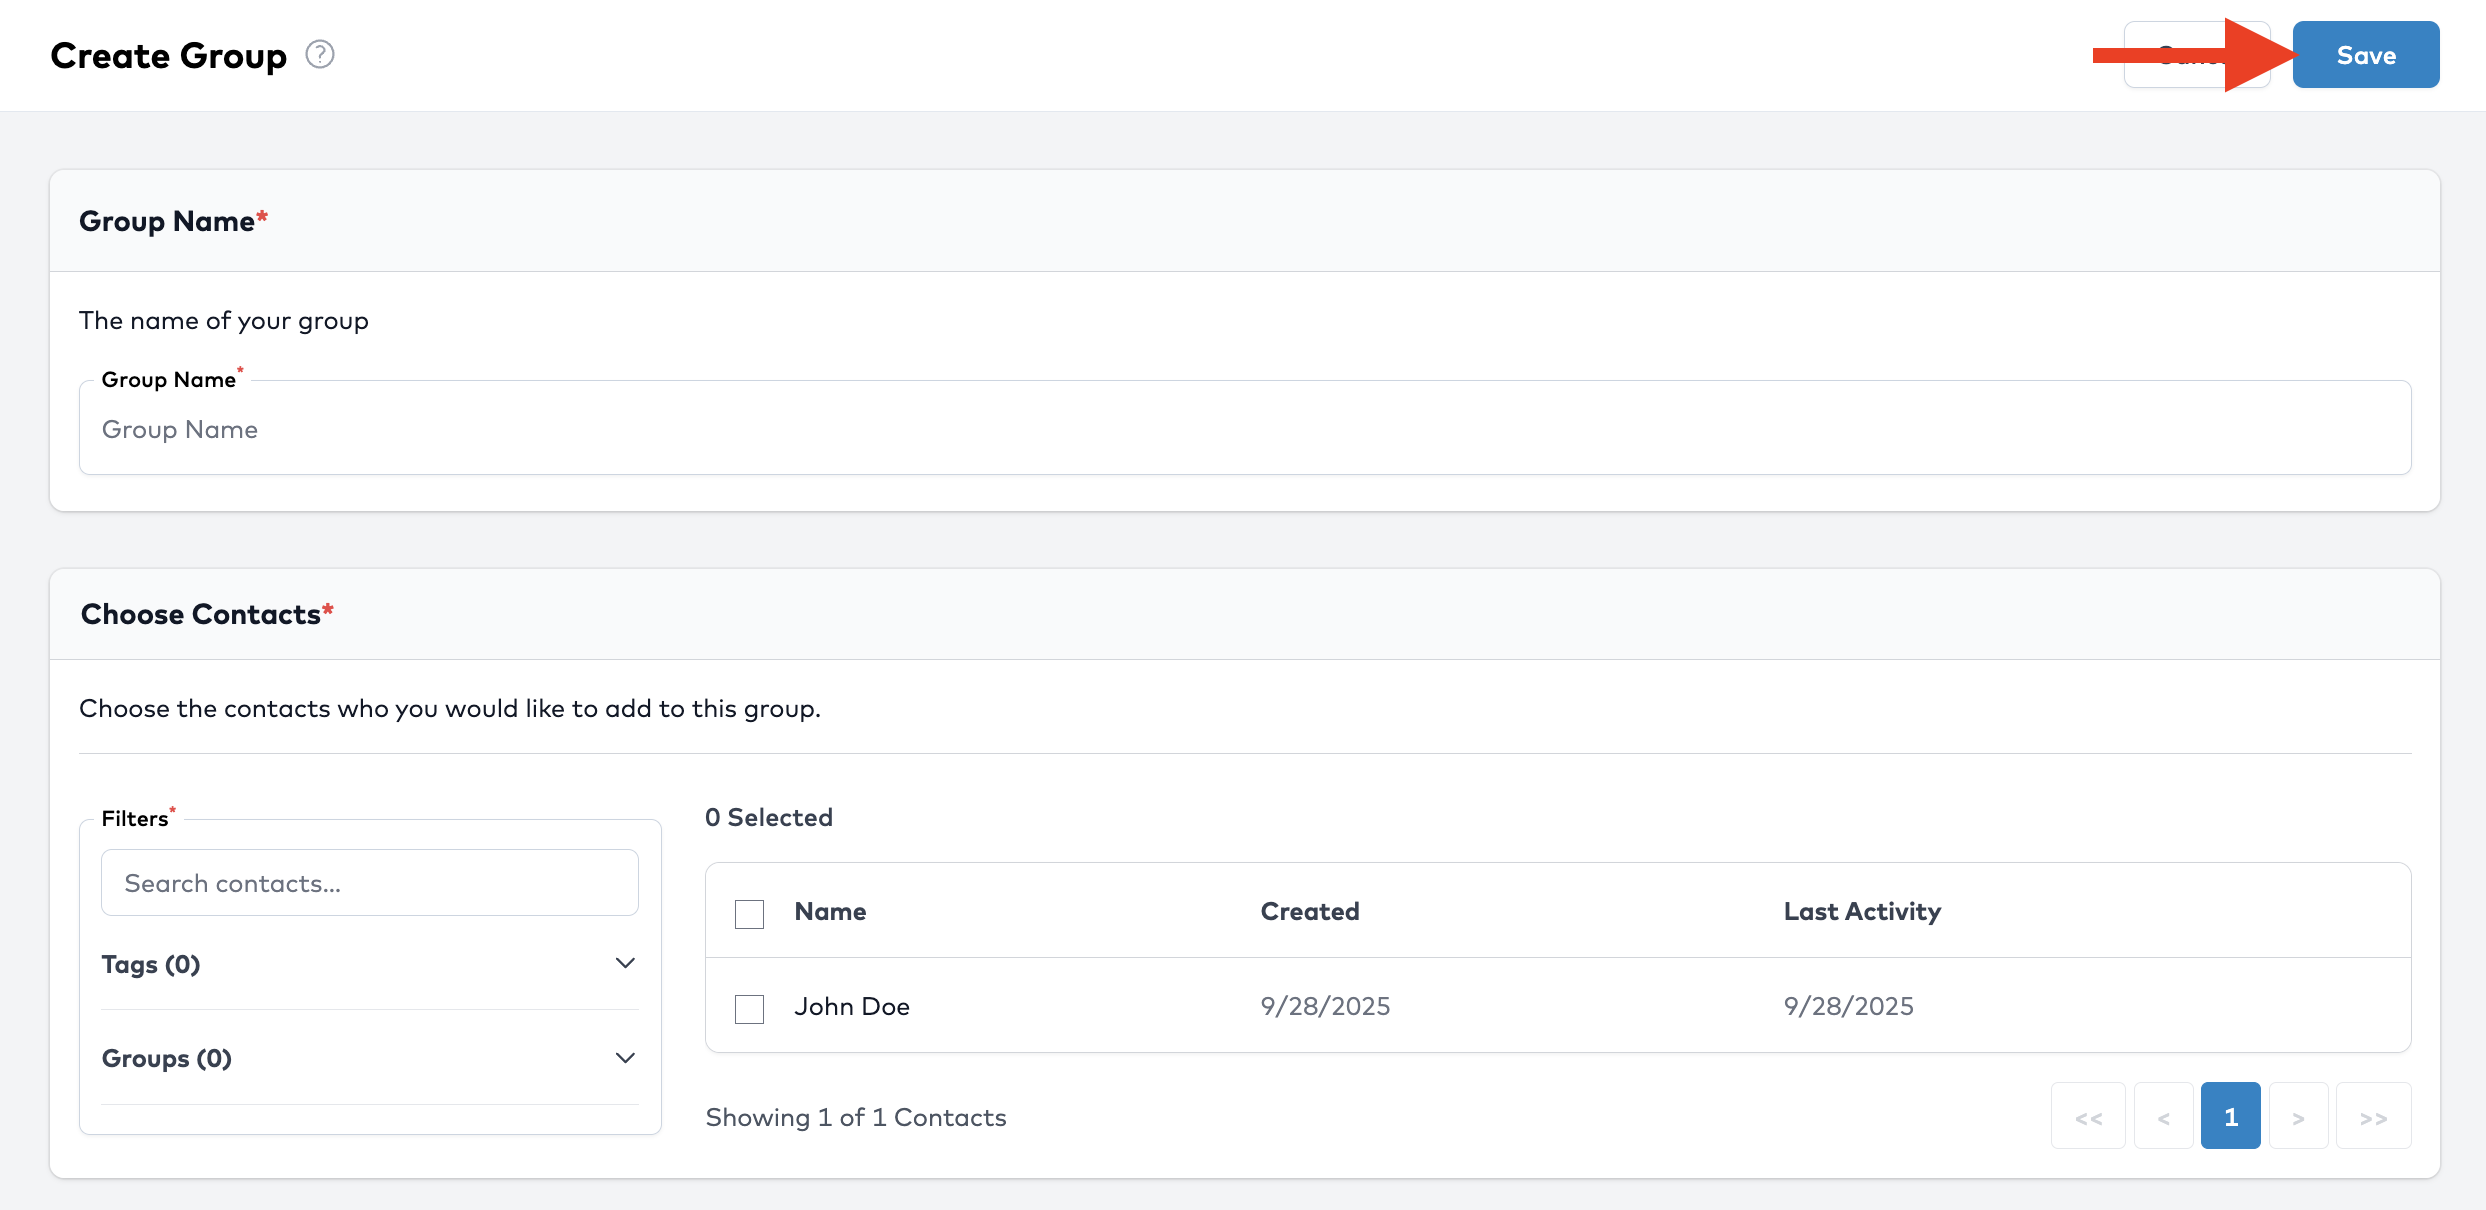 Create Group ?
Save
Group Name*
The name of your group
Group Name*
Group Name
Choose Contacts*
Choose the contacts who you would like to add to this group.
Filters*
Search contacts...
Tags (0)
Groups (0)
0 Selected
Name Created Last Activity
John Doe 9/28/2025 9/28/2025
Showing 1 of 1 Contacts
<< < 1 > >>